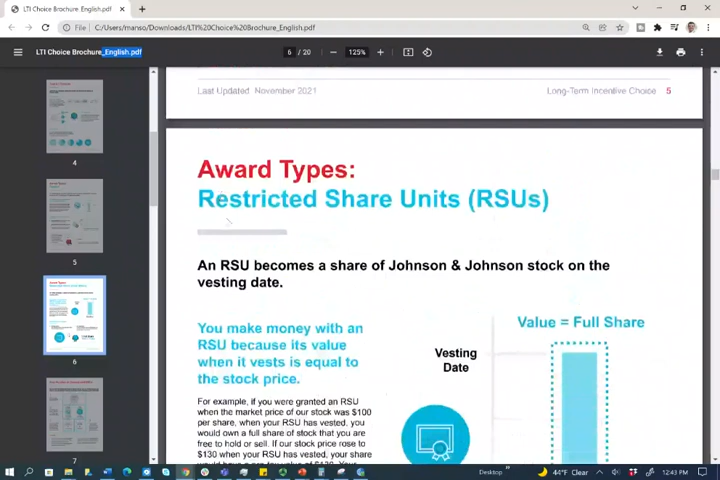 LTI Choice Brochure_English.pdf
File
C:/Users/manso/Downloads/LTI%20Choice%20Brochure_English.pdf
LTI Choice Brochure_English.pdf
6 / 20
125%
4
5
6
7
Last Updated November 2021
Long-Term Incentive Choice 5
Award Types:
Restricted Share Units (RSUs)
An RSU becomes a share of Johnson & Johnson stock on the
vesting date.
You make money with an
RSU because its value
when it vests is equal to
the stock price.
For example, if you were granted an RSU
when the market price of our stock was $100
per share, when your RSU has vested, you
would own a full share of stock that you are
free to hold or sell. If our stock price rose to
$130 when your RSU has vested, your share
Value = Full Share
Vesting
Date
Desktop
44°F Clear
12:43 PM